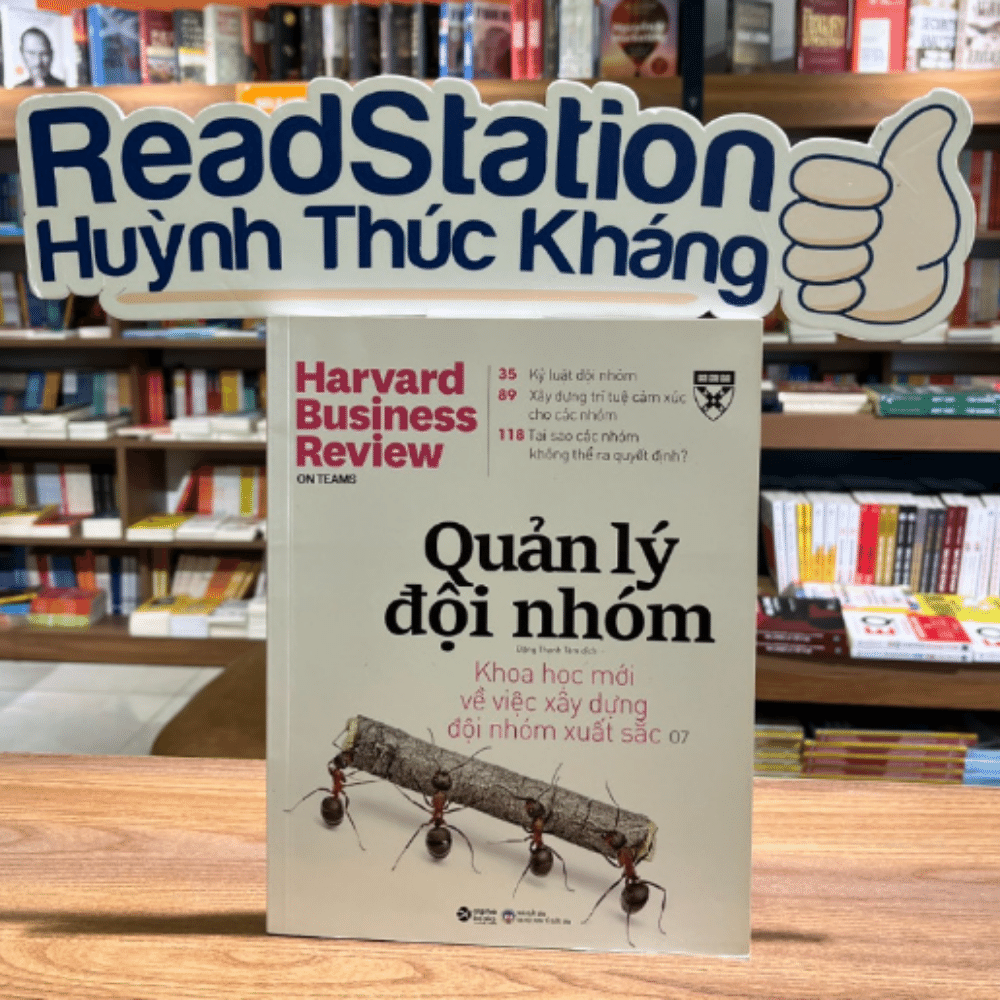 ReadStation
Huỳnh Thúc Kháng
Harvard
Business
Review
ON TEAMS
35 Kỷ luật đội nhóm
89 Xây dựng trí tuệ cảm xúc
cho các nhóm
118 Tại sao các nhóm
không thể ra quyết định?
Quản lý
đội nhóm
Khoa học mới
về việc xây dựng
đội nhóm xuất sắc 07
EQ